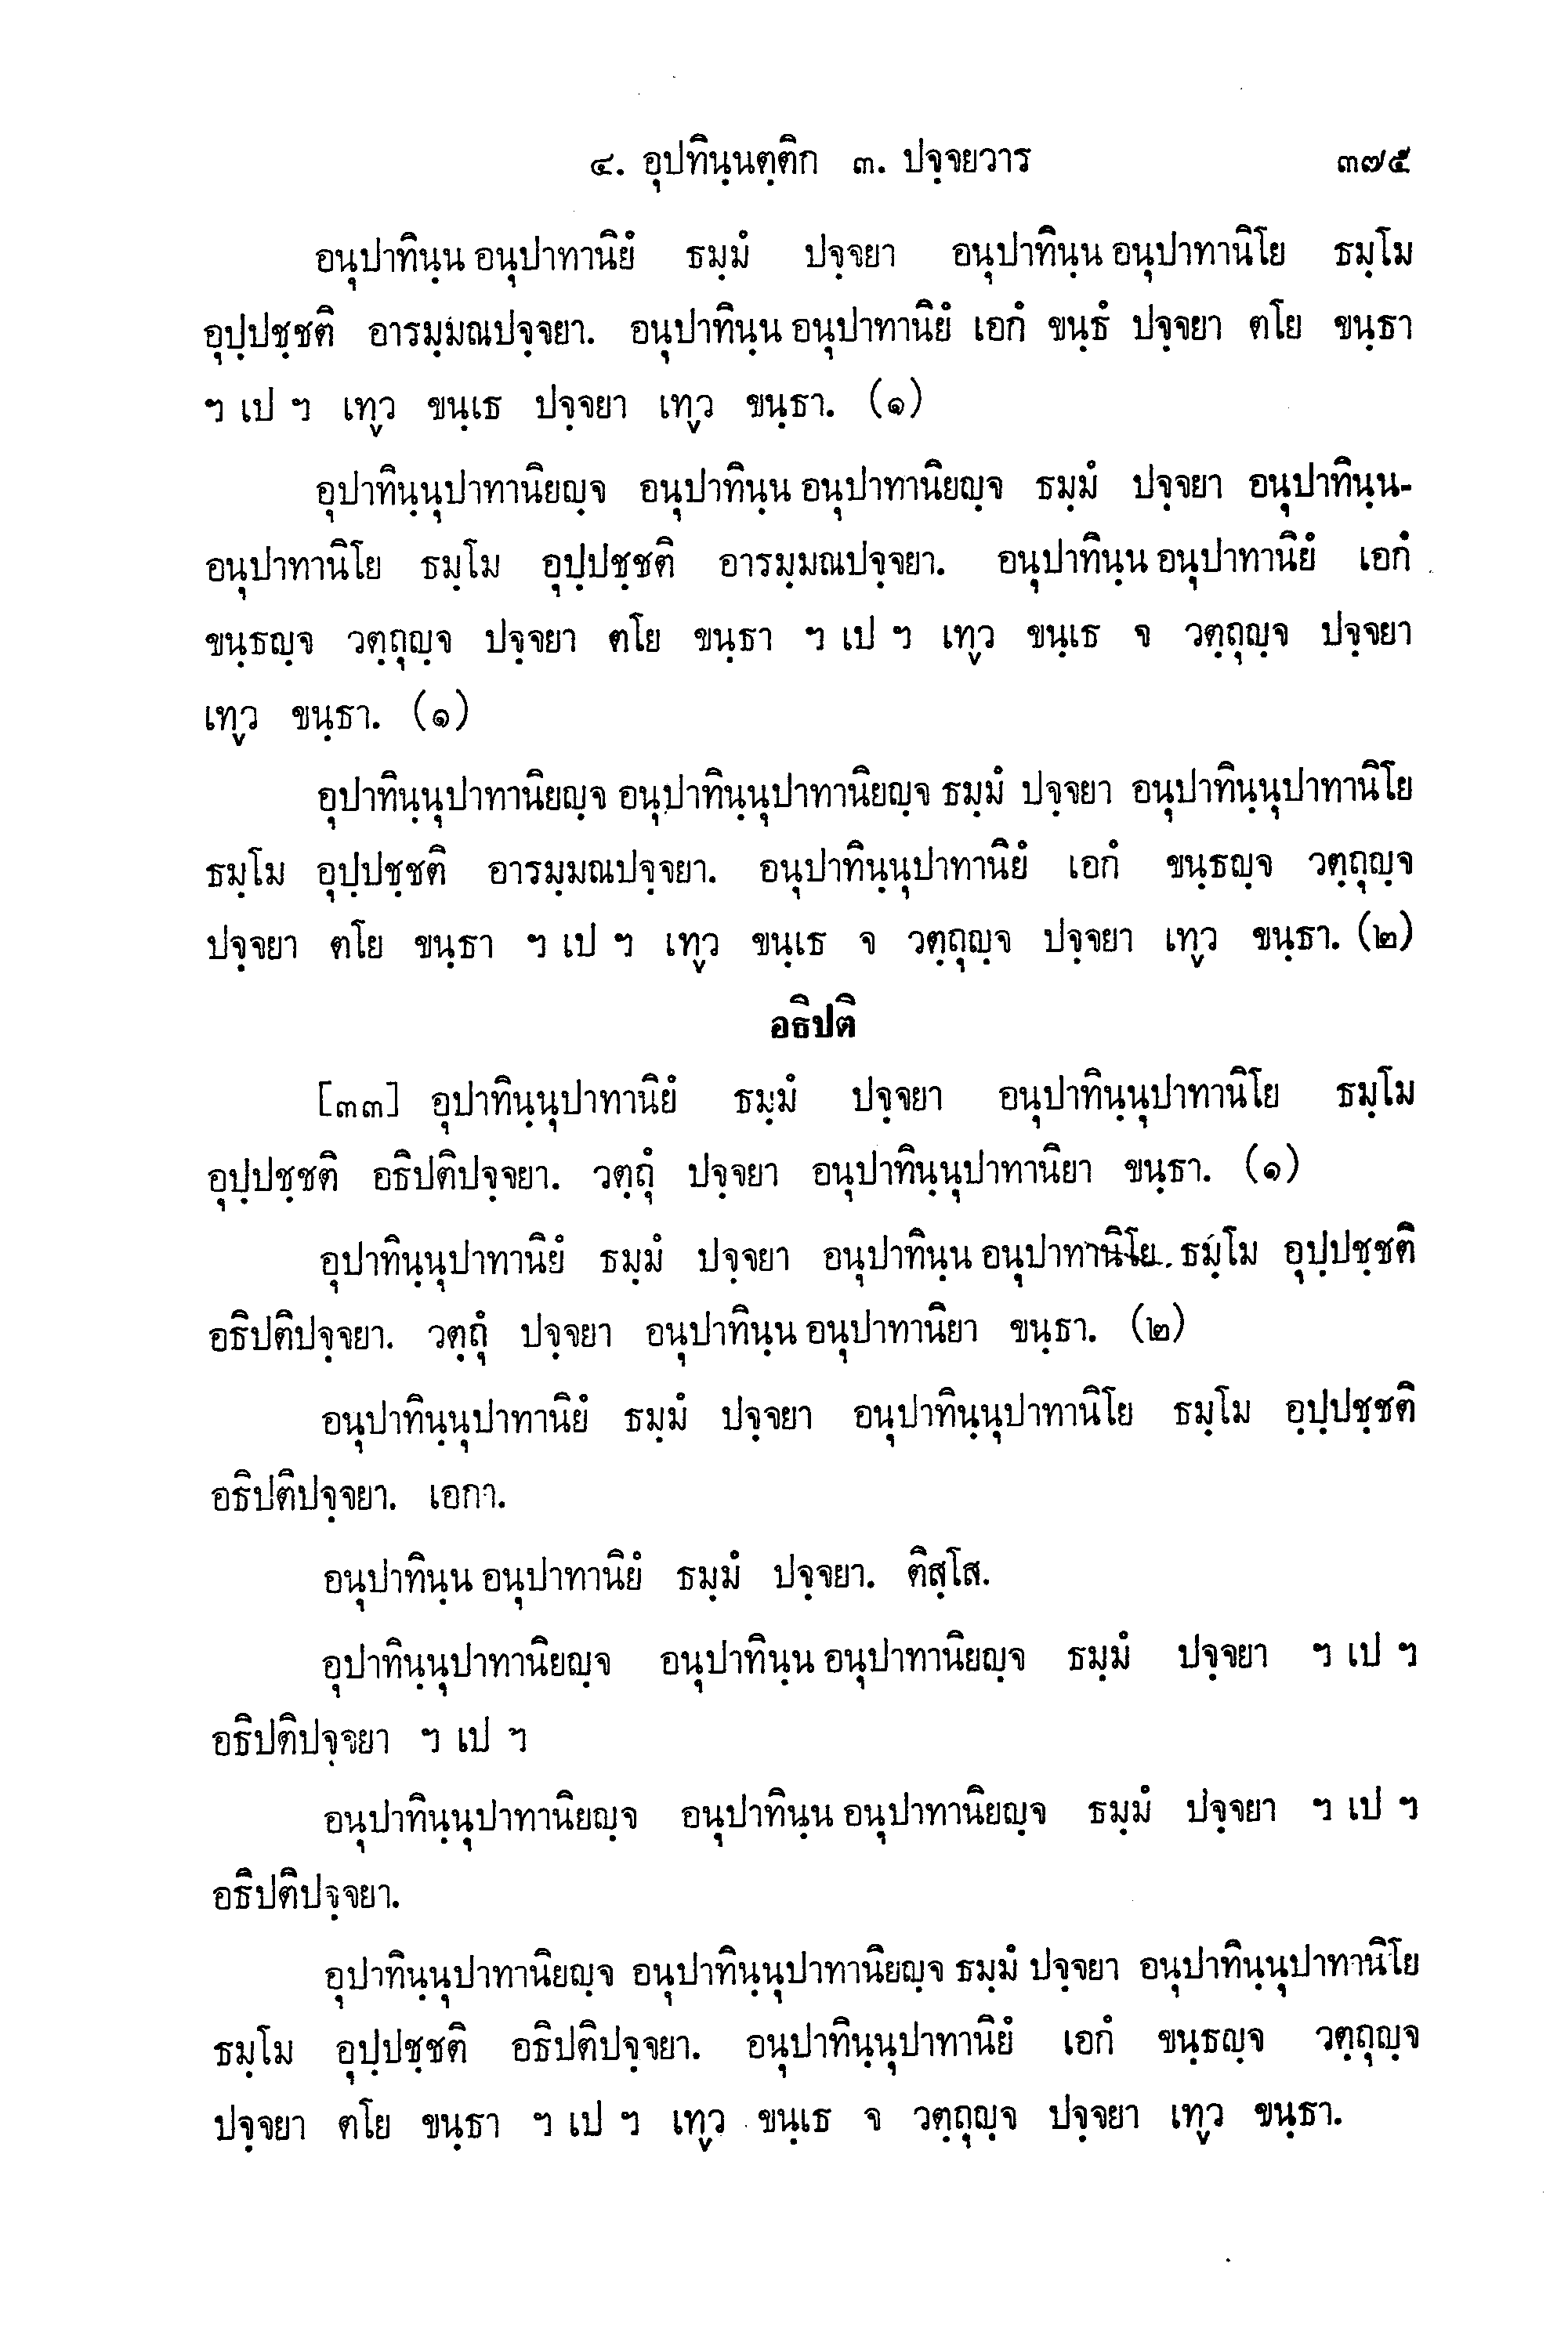 ๔. อุปทินฺนตฺติก ๓. ปจฺจยวาร ๓๗๕
อนุปาทินฺน อนุปาทานิยํ ธมฺมํ ปจฺจยา อนุปาทินฺน อนุปาทานิโย ธมฺโม
อุปฺปชฺชติ อารมฺมณปจฺจยา. อนุปาทินฺน อนุปาทานิยํ เอกํ ขนฺธํ ปจฺจยา ตโย ขนฺธา
ฯ เป ฯ เทฺว ขนฺเธ ปจฺจยา เทฺว ขนฺธา. (๑)
อุปาทินฺนุปาทานิยญฺจ อนุปาทินฺน อนุปาทานิยญฺจ ธมฺมํ ปจฺจยา อนุปาทินฺน-
อนุปาทานิโย ธมฺโม อุปฺปชฺชติ อารมฺมณปจฺจยา. อนุปาทินฺน อนุปาทานิยํ เอกํ
ขนฺธญฺจ วตฺถุญฺจ ปจฺจยา ตโย ขนฺธา ฯ เป ฯ เทฺว ขนฺเธ จ วตฺถุญฺจ ปจฺจยา
เทฺว ขนฺธา. (๑)
อุปาทินฺนุปาทานิยญฺจ อนุปาทินฺนุปาทานิยญฺจ ธมฺมํ ปจฺจยา อนุปาทินฺนุปาทานิโย
ธมฺโม อุปฺปชฺชติ อารมฺมณปจฺจยา. อนุปาทินฺนุปาทานิยํ เอกํ ขนฺธญฺจ วตฺถุญฺจ
ปจฺจยา ตโย ขนฺธา ฯ เป ฯ เทฺว ขนฺเธ จ วตฺถุญฺจ ปจฺจยา เทฺว ขนฺธา. (๒)
อธิปติ
[๓๓] อุปาทินฺนุปาทานิยํ ธมฺมํ ปจฺจยา อนุปาทินฺนุปาทานิโย ธมฺโม
อุปฺปชฺชติ อธิปติปจฺจยา. วตฺถุํ ปจฺจยา อนุปาทินฺนุปาทานิยา ขนฺธา. (๑)
อุปาทินฺนุปาทานิยํ ธมฺมํ ปจฺจยา อนุปาทินฺน อนุปาทานิโย ธมฺโม อุปฺปชฺชติ
อธิปติปจฺจยา. วตฺถุํ ปจฺจยา อนุปาทินฺน อนุปาทานิยา ขนฺธา. (๒)
อนุปาทินฺนุปาทานิยํ ธมฺมํ ปจฺจยา อนุปาทินฺนุปาทานิโย ธมฺโม อุปฺปชฺชติ
อธิปติปจฺจยา. เอกา.
อนุปาทินฺน อนุปาทานิยํ ธมฺมํ ปจฺจยา. ติสฺโส.
อุปาทินฺนุปาทานิยญฺจ อนุปาทินฺน อนุปาทานิยญฺจ ธมฺมํ ปจฺจยา ฯ เป ฯ
อธิปติปจฺจยา ฯ เป ฯ
อนุปาทินฺนุปาทานิยญฺจ อนุปาทินฺน อนุปาทานิยญฺจ ธมฺมํ ปจฺจยา ฯ เป ฯ
อธิปติปจฺจยา.
อุปาทินฺนุปาทานิยญฺจ อนุปาทินฺนุปาทานิยญฺจ ธมฺมํ ปจฺจยา อนุปาทินฺนุปาทานิโย
ธมฺโม อุปฺปชฺชติ อธิปติปจฺจยา. อนุปาทินฺนุปาทานิยํ เอกํ ขนฺธญฺจ วตฺถุญฺจ
ปจฺจยา ตโย ขนฺธา ฯ เป ฯ เทฺว ขนฺเธ จ วตฺถุญฺจ ปจฺจยา เทฺว ขนฺธา.